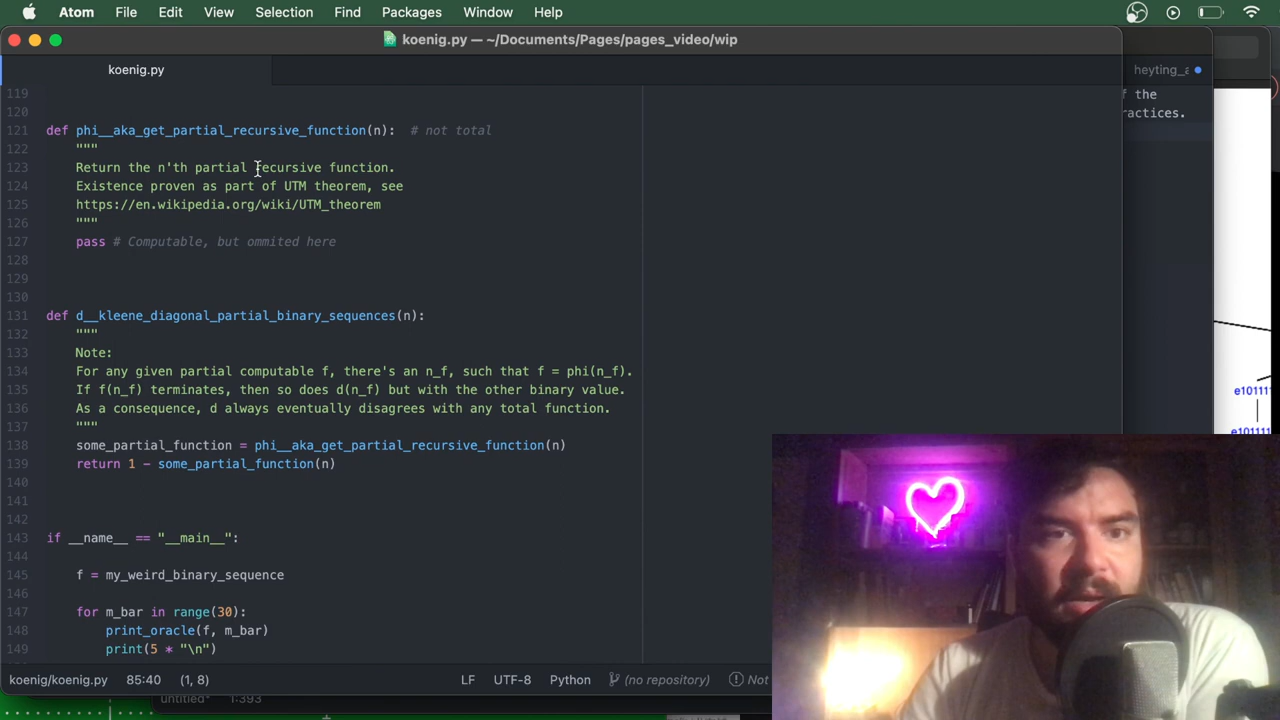 Atom File Edit View Selection Find Packages Window Help
koenig.py — ~/Documents/Pages/pages_video/wip
koenig.py
heyting_a
f the
ractices.
119
120
121 def phi__aka_get_partial_recursive_function(n): # not total
122 """
123 Return the n'th partial recursive function.
124 Existence proven as part of UTM theorem, see
125 https://en.wikipedia.org/wiki/UTM_theorem
126 """
127 pass # Computable, but ommited here
128
129
130
131 def d__kleene_diagonal_partial_binary_sequences(n):
132 """
133 Note:
134 For any given partial computable f, there's an n_f, such that f = phi(n_f).
135 If f(n_f) terminates, then so does d(n_f) but with the other binary value.
136 As a consequence, d always eventually disagrees with any total function.
137 """
138 some_partial_function = phi__aka_get_partial_recursive_function(n)
139 return 1 - some_partial_function(n)
140
141
142
143 if __name__ == "__main__":
144
145 f = my_weird_binary_sequence
146
147 for m_bar in range(30):
148 print_oracle(f, m_bar)
149 print(5 * "\n")
e10111
e10111
koenig/koenig.py 85:40 (1, 8) LF UTF-8 Python (no repository) Not
untitled 1:393